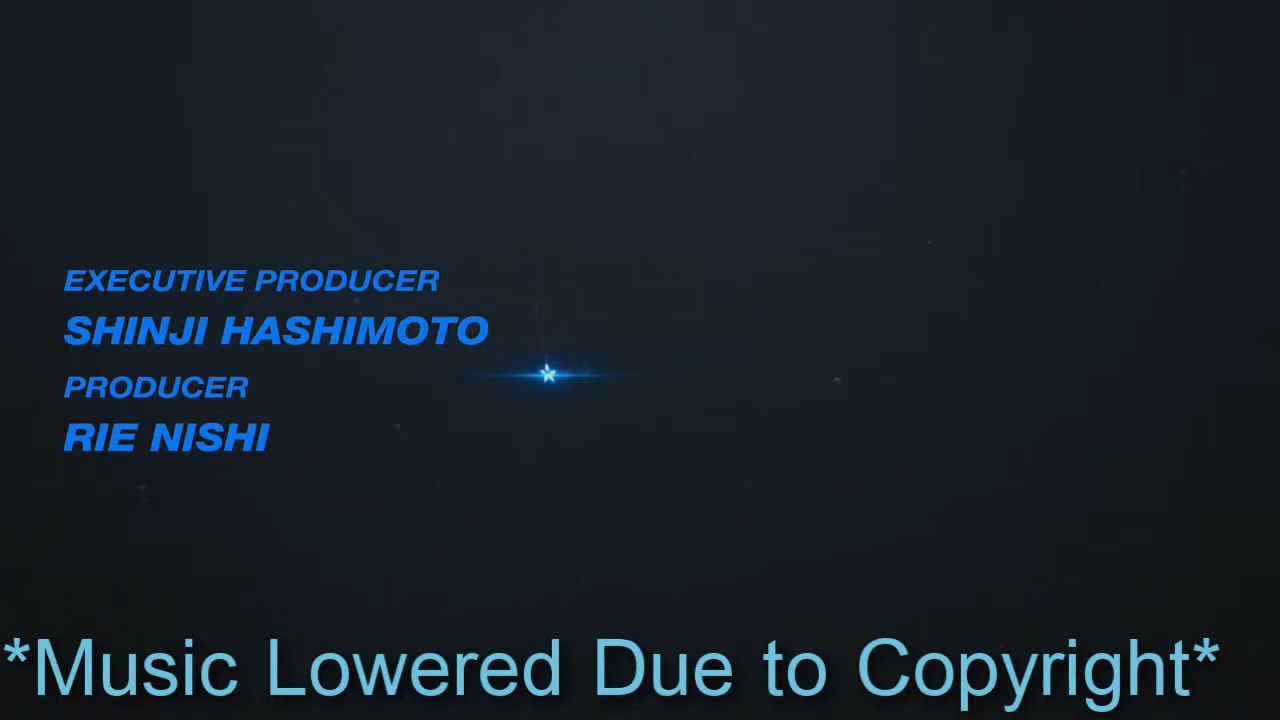 EXECUTIVE PRODUCER
SHINJI HASHIMOTO
PRODUCER
RIE NISHI
*Music Lowered Due to Copyright*